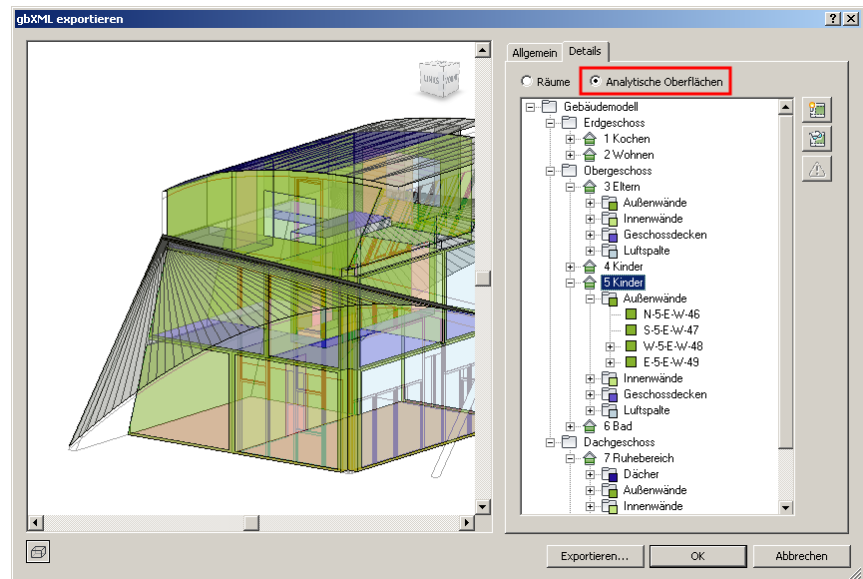 gbXML exportieren
LINKS
Allgemein Details
Räume Analytische Oberflächen
Gebäudemodell
Erdgeschoss
1 Kochen
2 Wohnen
Obergeschoss
3 Eltern
Außenwände
Innenwände
Geschossdecken
Luftspalte
4 Kinder
5 Kinder
Außenwände
N-5-E-W-46
S-5-E-W-47
W-5-E-W-48
E-5-E-W-49
Innenwände
Geschossdecken
Luftspalte
6 Bad
Dachgeschoss
7 Ruhebereich
Dächer
Außenwände
Innenwände
Exportieren... OK Abbrechen